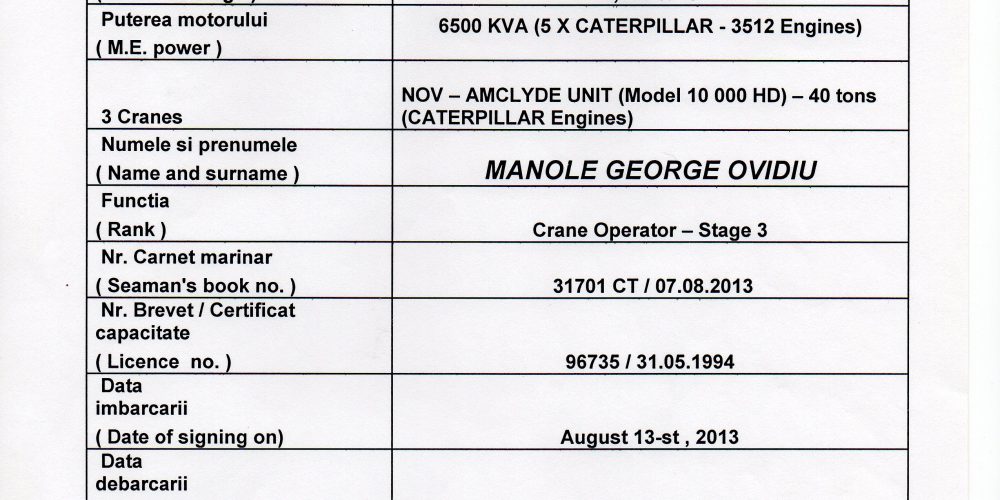 Puterea motorului
( M.E. power )
6500 KVA (5 X CATERPILLAR - 3512 Engines)
3 Cranes
NOV – AMCLYDE UNIT (Model 10 000 HD) – 40 tons
(CATERPILLAR Engines)
Numele si prenumele
( Name and surname )
MANOLE GEORGE OVIDIU
Functia
( Rank )
Crane Operator – Stage 3
Nr. Carnet marinar
( Seaman's book no. )
31701 CT / 07.08.2013
Nr. Brevet / Certificat
capacitate
( Licence no. )
96735 / 31.05.1994
Data
imbarcarii
( Date of signing on)
August 13-st , 2013
Data
debarcarii